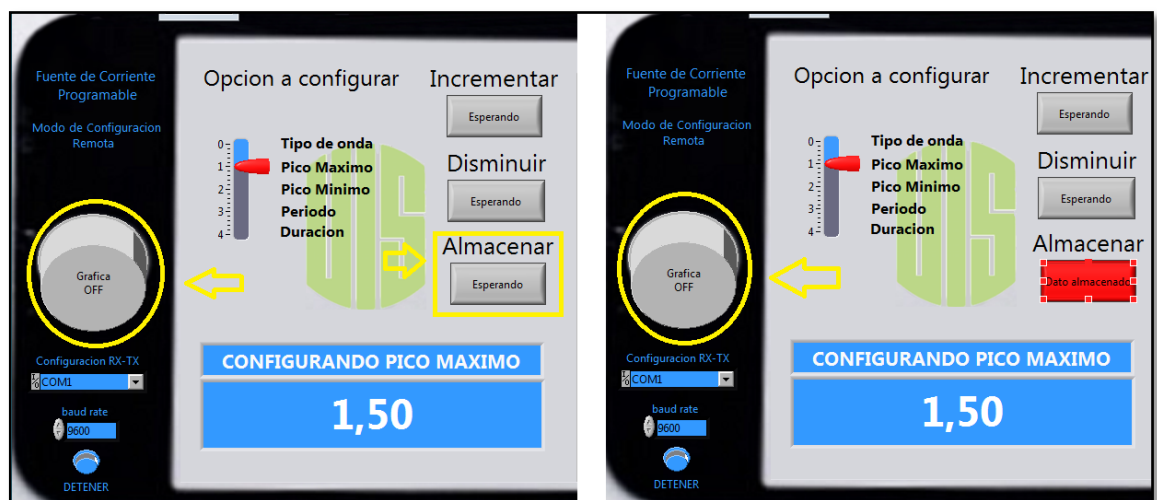 Fuente de Corriente
Programable
Modo de Configuracion
Remota
Grafica
OFF
Configuracion RX-TX
COM1
baud rate
9600
DETENER
Opcion a configurar
0
1
2
3
4
Tipo de onda
Pico Maximo
Pico Minimo
Periodo
Duracion
Incrementar
Esperando
Disminuir
Esperando
Almacenar
Esperando
CONFIGURANDO PICO MAXIMO
1,50
Fuente de Corriente
Programable
Modo de Configuracion
Remota
Grafica
OFF
Configuracion RX-TX
COM1
baud rate
9600
DETENER
Opcion a configurar
0
1
2
3
4
Tipo de onda
Pico Maximo
Pico Minimo
Periodo
Duracion
Incrementar
Esperando
Disminuir
Esperando
Almacenar
Dato almacenado
CONFIGURANDO PICO MAXIMO
1,50